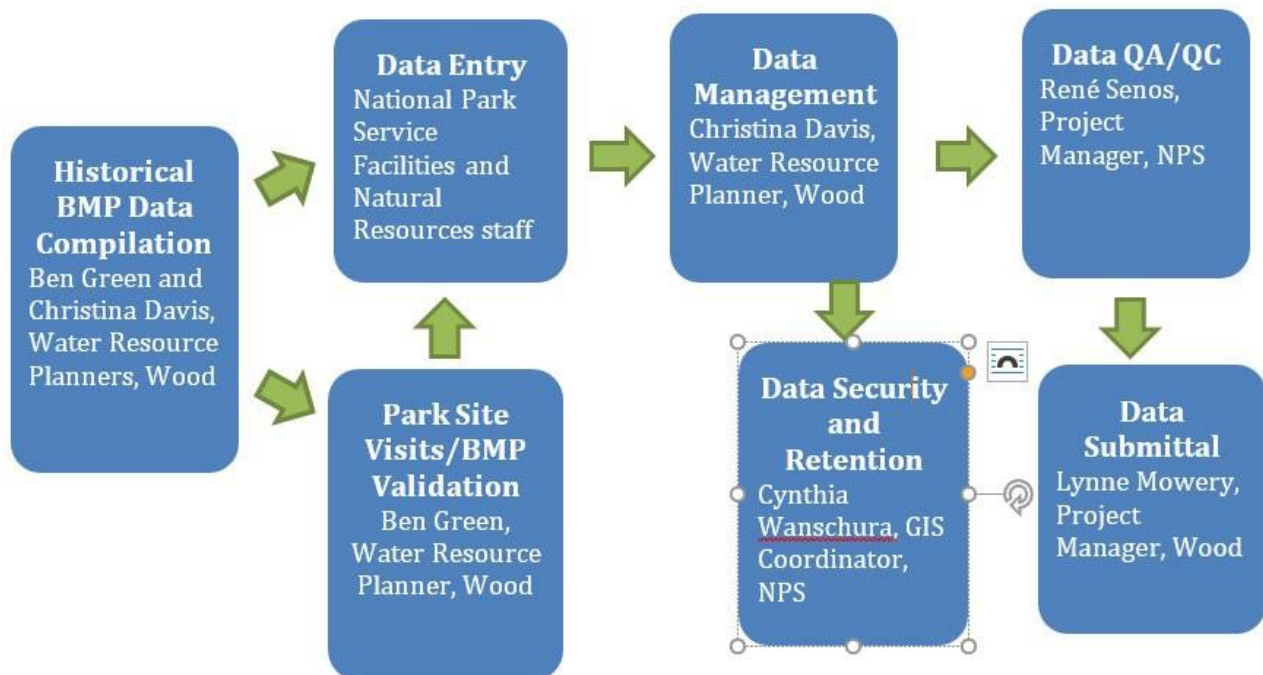 Historical
BMP Data
Compilation
Ben Green and
Christina Davis,
Water Resource
Planners, Wood
Data Entry
National Park
Service
Facilities and
Natural
Resources staff
Park Site
Visits/BMP
Validation
Ben Green,
Water Resource
Planner, Wood
Data
Management
Christina Davis,
Water Resource
Planner, Wood
Data Security
and
Retention
Cynthia
Wanschura, GIS
Coordinator,
NPS
Data QA/QC
René Senos,
Project
Manager, NPS
Data
Submittal
Lynne Mowery,
Project
Manager, Wood